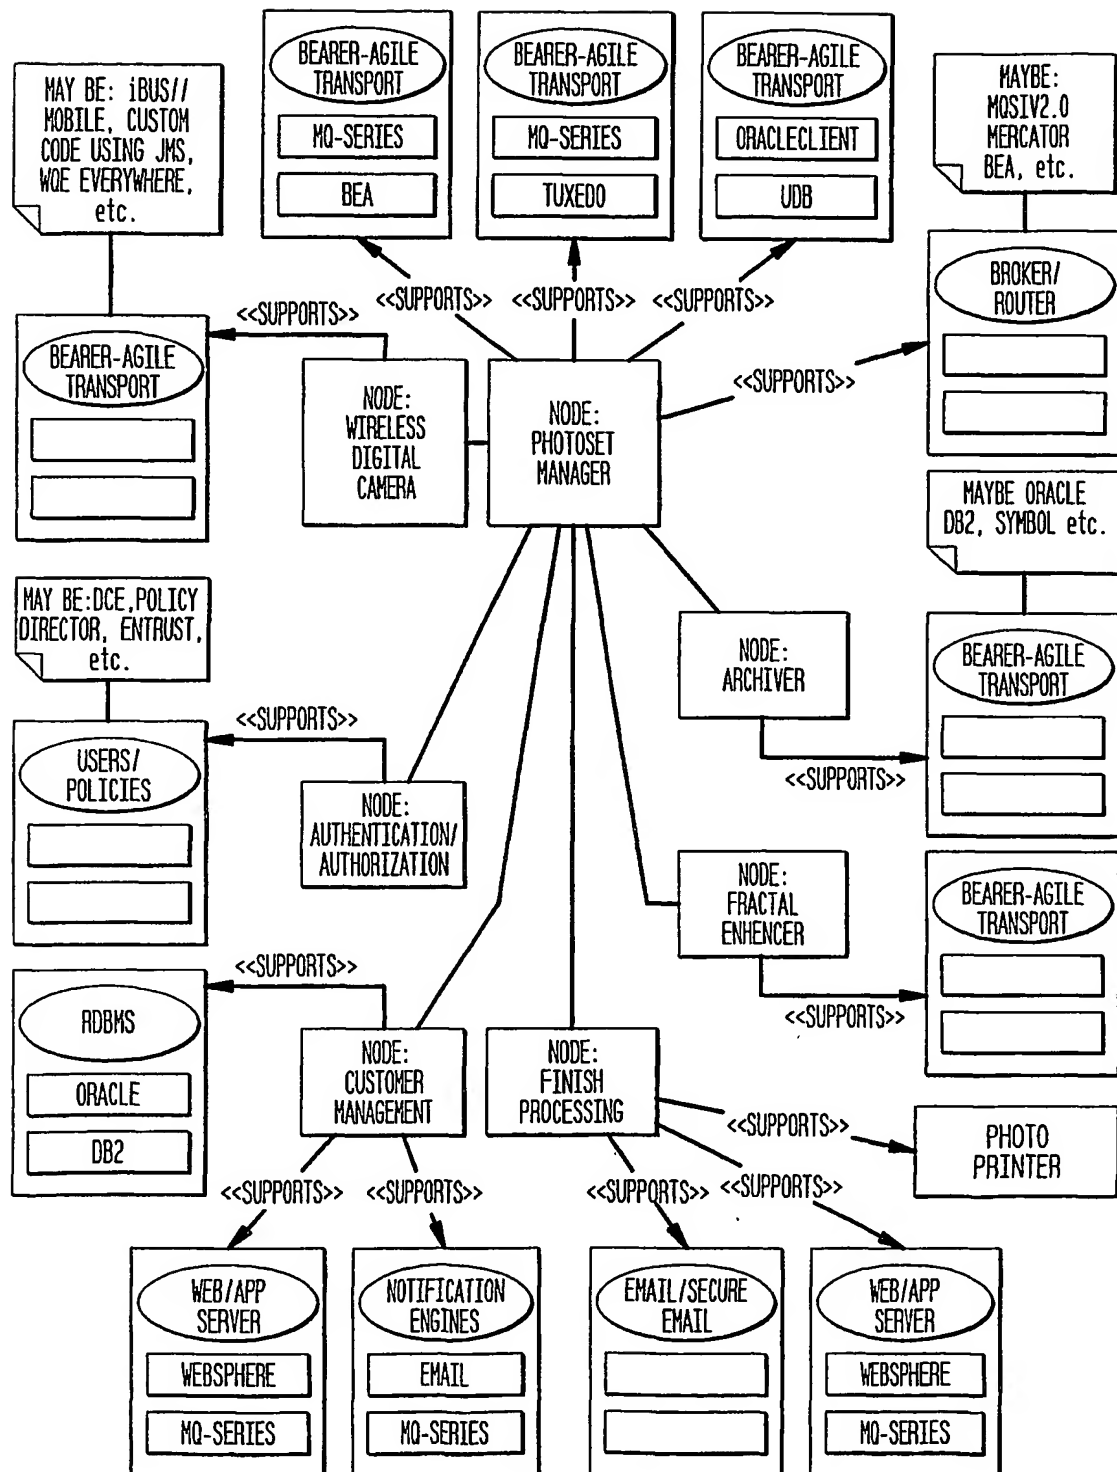 BEARER-AGILE
TRANSPORT
MQ-SERIES
BEA
BEARER-AGILE
TRANSPORT
MQ-SERIES
TUXEDO
BEARER-AGILE
TRANSPORT
ORACLECLIENT
UDB
MAY BE: iBUS//
MOBILE, CUSTOM
CODE USING JMS,
WQE EVERYWHERE,
etc.
MAYBE:
MQSIV2.0
MERCATOR
BEA, etc.
<<SUPPORTS>>
<<SUPPORTS>>
<<SUPPORTS>>
<<SUPPORTS>>
<<SUPPORTS>>
BEARER-AGILE
TRANSPORT
BROKER/
ROUTER
NODE:
WIRELESS
DIGITAL
CAMERA
NODE:
PHOTOSET
MANAGER
MAYBE ORACLE
DB2, SYMBOL etc.
MAY BE:DCE,POLICY
DIRECTOR, ENTRUST,
etc.
NODE:
ARCHIVER
BEARER-AGILE
TRANSPORT
<<SUPPORTS>>
<<SUPPORTS>>
USERS/
POLICIES
NODE:
AUTHENTICATION/
AUTHORIZATION
NODE:
FRACTAL
ENHENCER
BEARER-AGILE
TRANSPORT
<<SUPPORTS>>
<<SUPPORTS>>
RDBMS
ORACLE
DB2
NODE:
CUSTOMER
MANAGEMENT
NODE:
FINISH
PROCESSING
<<SUPPORTS>>
PHOTO
PRINTER
<<SUPPORTS>>
<<SUPPORTS>>
<<SUPPORTS>>
<<SUPPORTS>>
WEB/APP
SERVER
WEBSPHERE
MQ-SERIES
NOTIFICATION
ENGINES
EMAIL
MQ-SERIES
EMAIL/SECURE
EMAIL
WEB/APP
SERVER
WEBSPHERE
MQ-SERIES